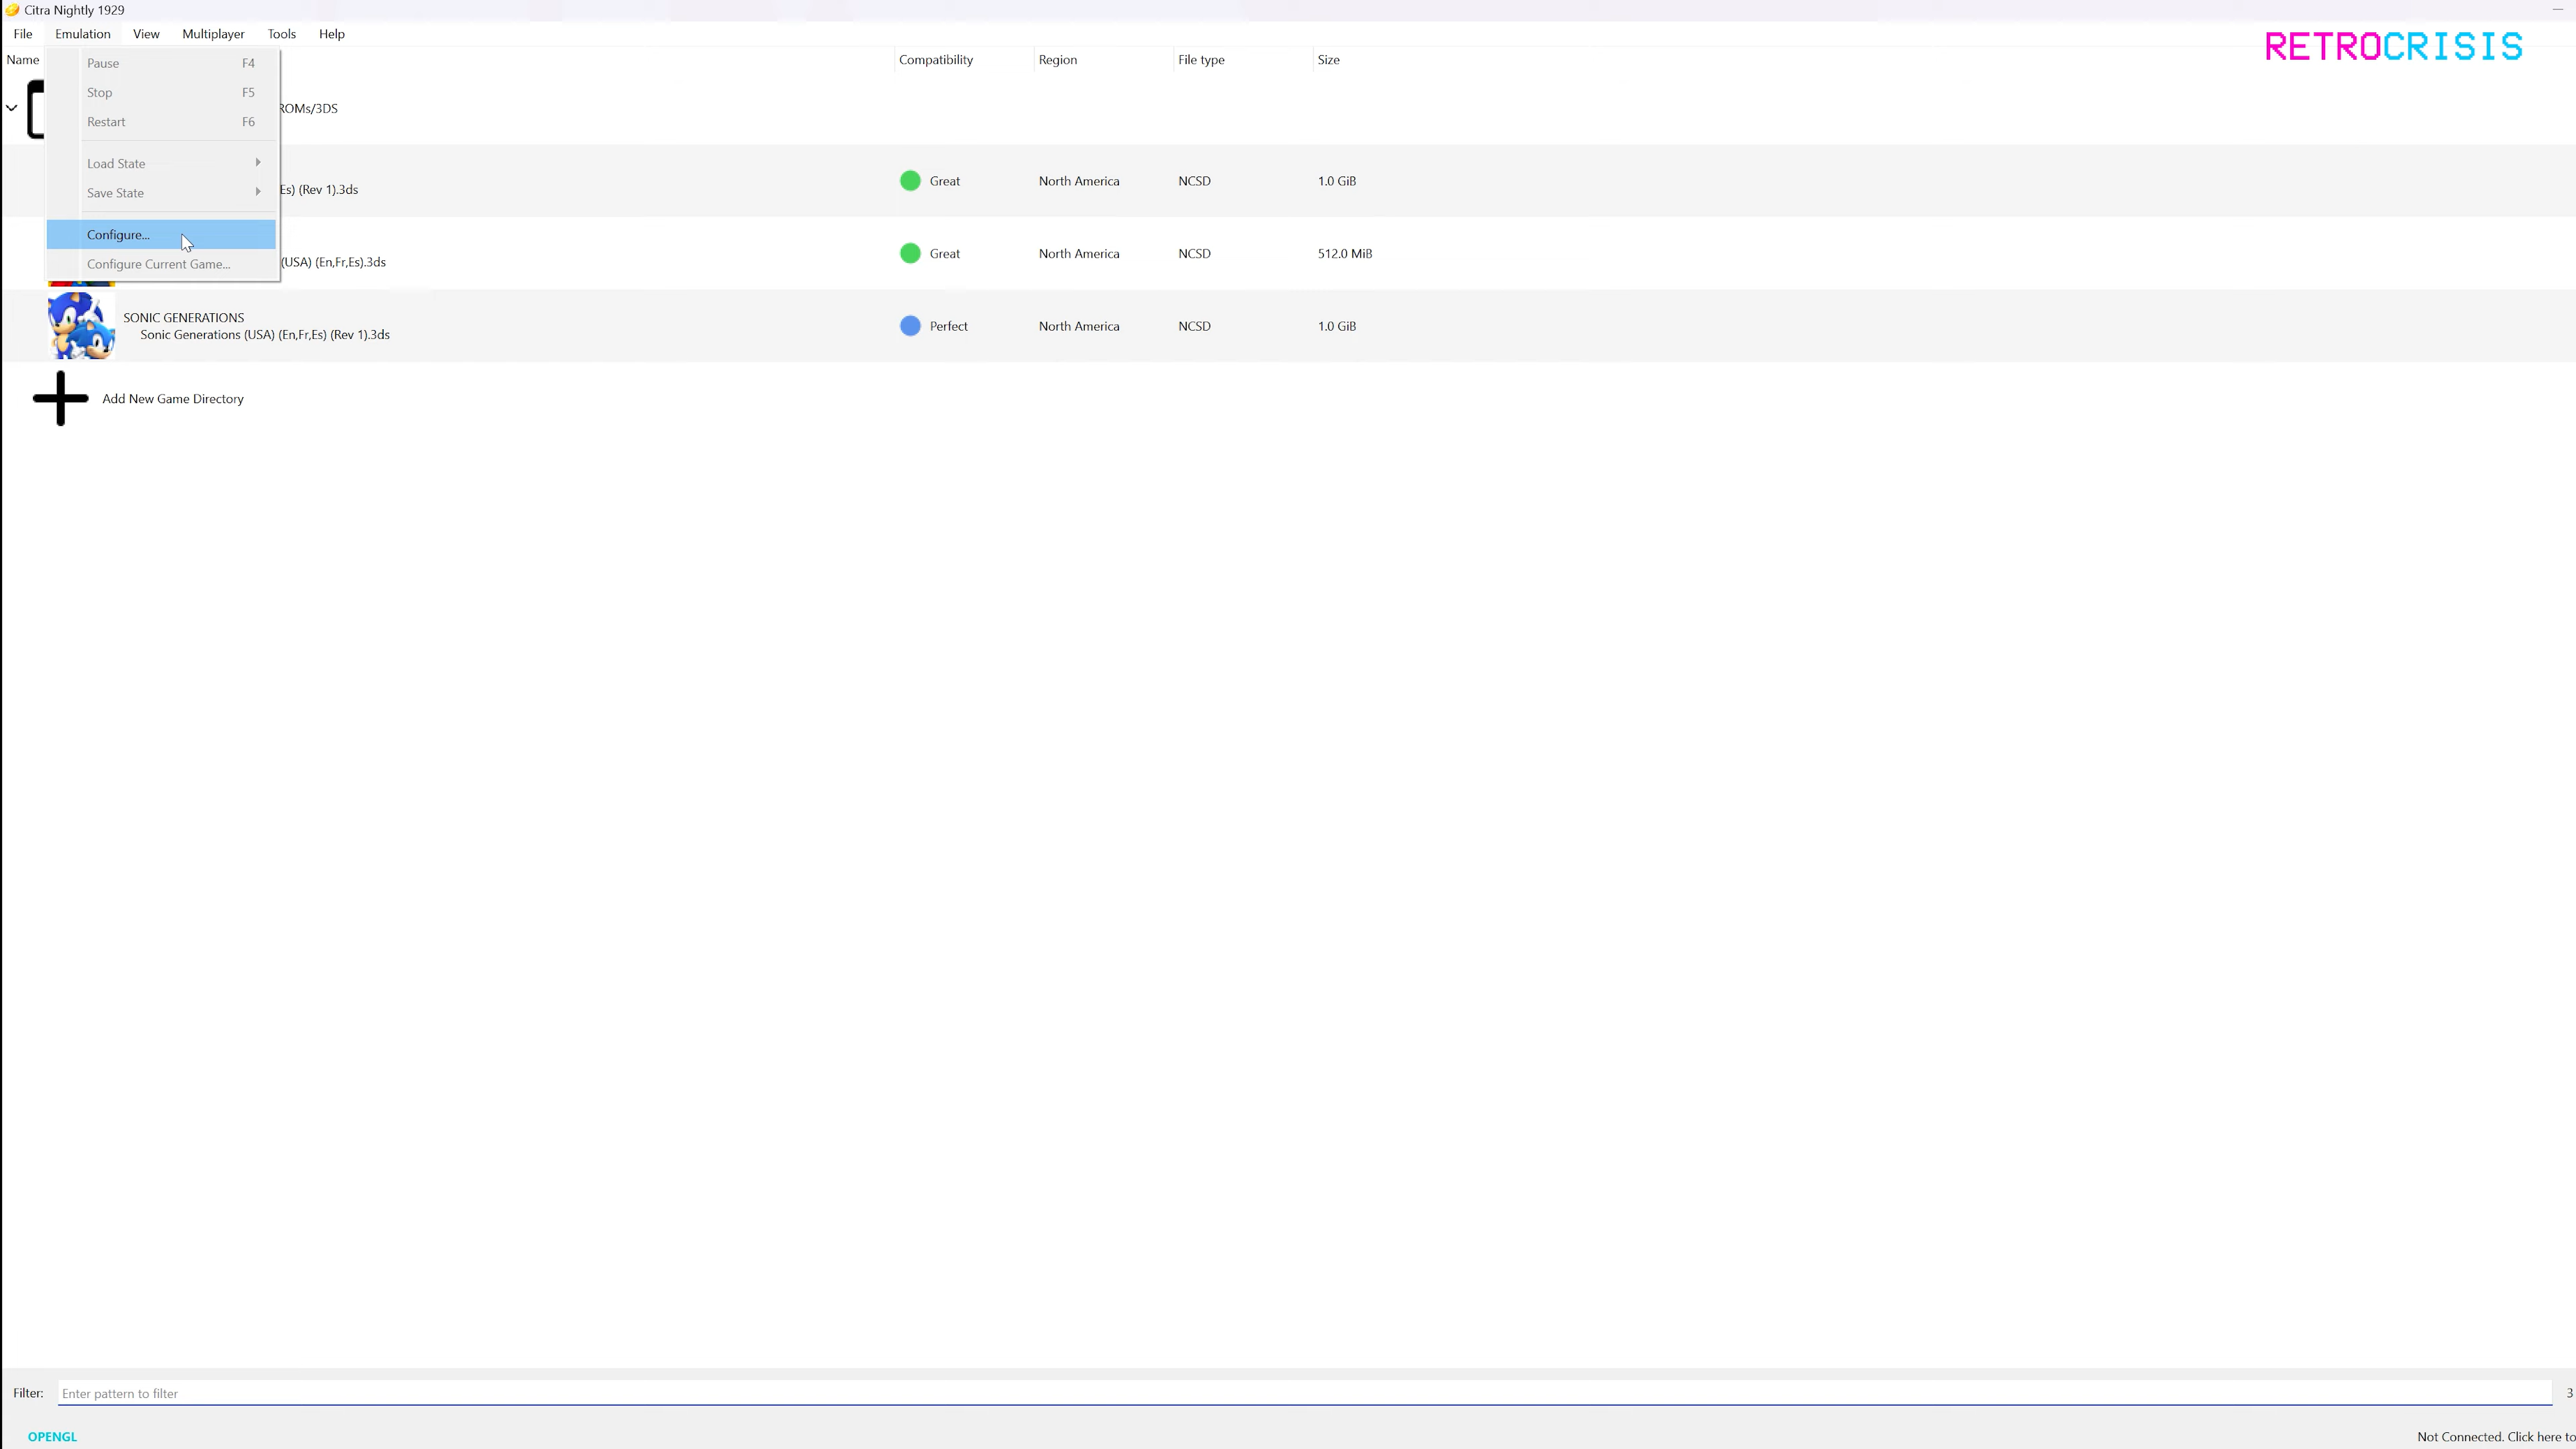 Citra Nightly 1929
File Emulation View Multiplayer Tools Help
RETROCRISIS
Name Compatibility Region File type Size
Pause F4
Stop F5
Restart F6
Load State
Save State
Configure...
Configure Current Game...
ROMs/3DS
Es) (Rev 1).3ds Great North America NCSD 1.0 GiB
(USA) (En,Fr,Es).3ds Great North America NCSD 512.0 MiB
SONIC GENERATIONS
Sonic Generations (USA) (En,Fr,Es) (Rev 1).3ds Perfect North America NCSD 1.0 GiB
Add New Game Directory
Filter: Enter pattern to filter 3
OPENGL Not Connected. Click here to